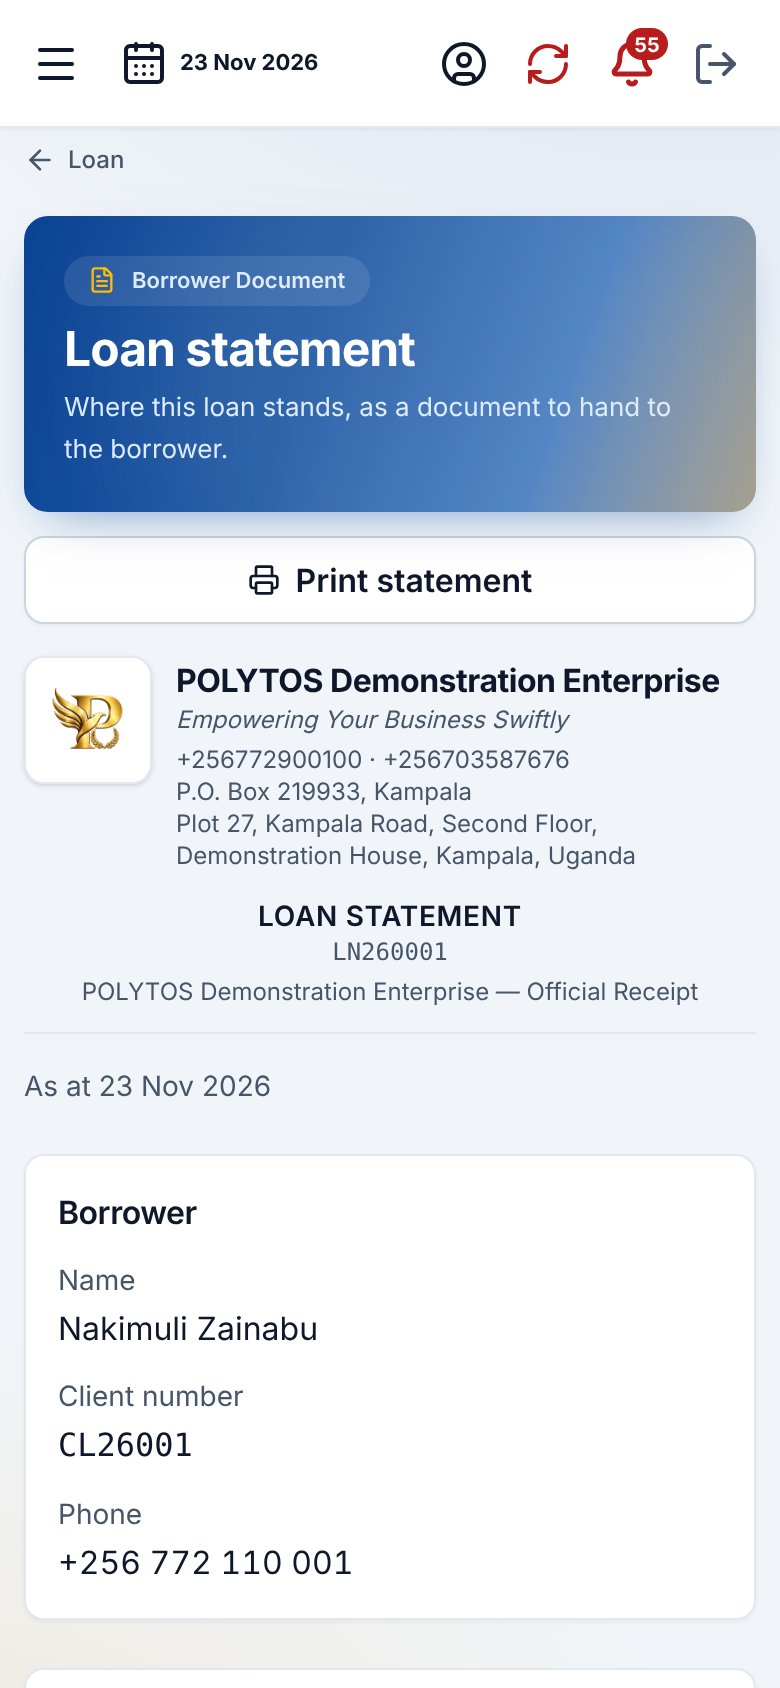 23 Nov 2026
55
Loan
Borrower Document
Loan statement
Where this loan stands, as a document to hand to
the borrower.
Print statement
POLYTOS Demonstration Enterprise
Empowering Your Business Swiftly
+256772900100 · +256703587676
P.O. Box 219933, Kampala
Plot 27, Kampala Road, Second Floor,
Demonstration House, Kampala, Uganda
LOAN STATEMENT
LN260001
POLYTOS Demonstration Enterprise — Official Receipt
As at 23 Nov 2026
Borrower
Name
Nakimuli Zainabu
Client number
CL26001
Phone
+256 772 110 001